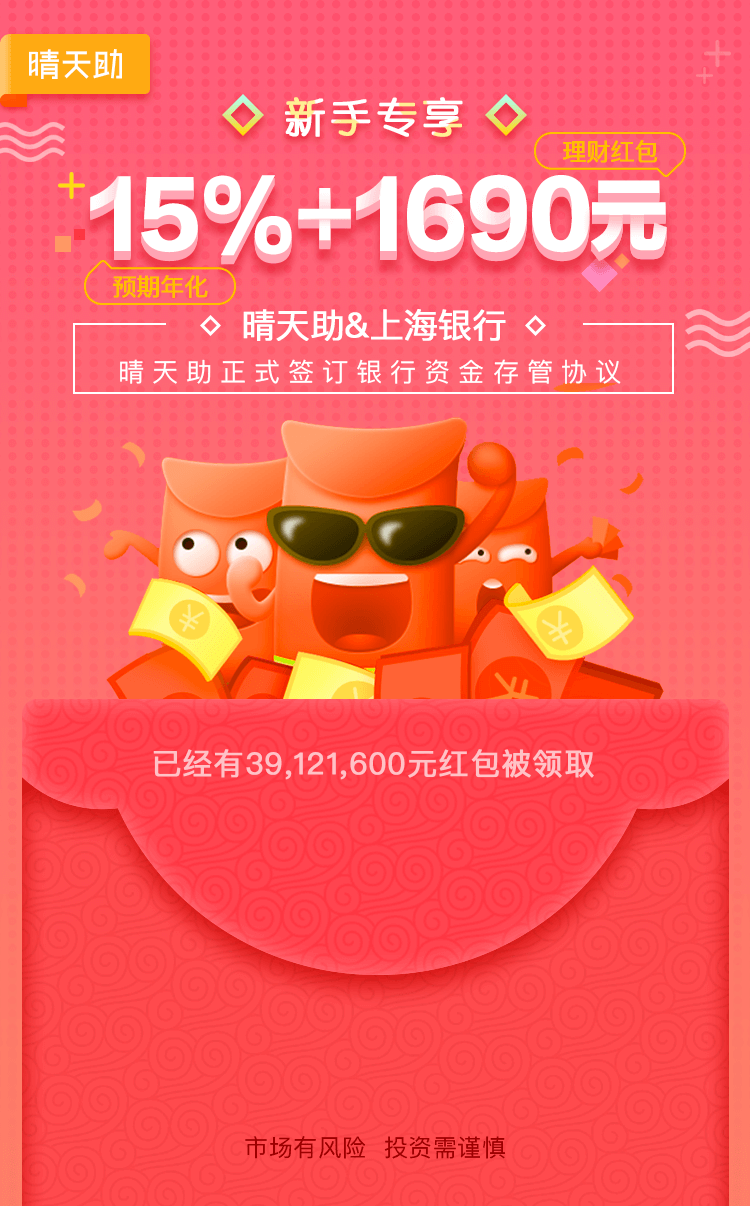 晴天助
新手专享
理财红包
15%+1690元
预期年化
晴天助&上海银行
晴天助正式签订银行资金存管协议
已经有39,121,600元红包被领取
市场有风险 投资需谨慎